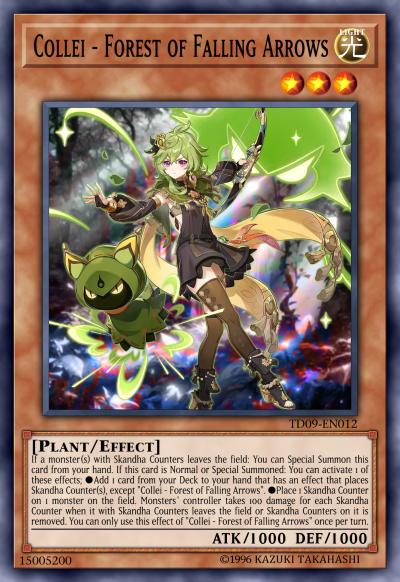 COLLEI - FOREST OF FALLING ARROWS
LIGHT
光
TD09-EN012
[PLANT/EFFECT]
If a monster(s) with Skandha Counters leaves the field: You can Special Summon this
card from your hand. If this card is Normal or Special Summoned: You can activate 1 of
these effects; ●Add 1 card from your Deck to your hand that has an effect that places
Skandha Counter(s), except "Collei - Forest of Falling Arrows". ●Place 1 Skandha Counter
on 1 monster on the field. Monsters' controller takes 100 damage for each Skandha
Counter when it with Skandha Counters leaves the field or Skandha Counters on it is
removed. You can only use this effect of "Collei - Forest of Falling Arrows" once per turn.
ATK/1000 DEF/1000
15005200
©1996 KAZUKI TAKAHASHI